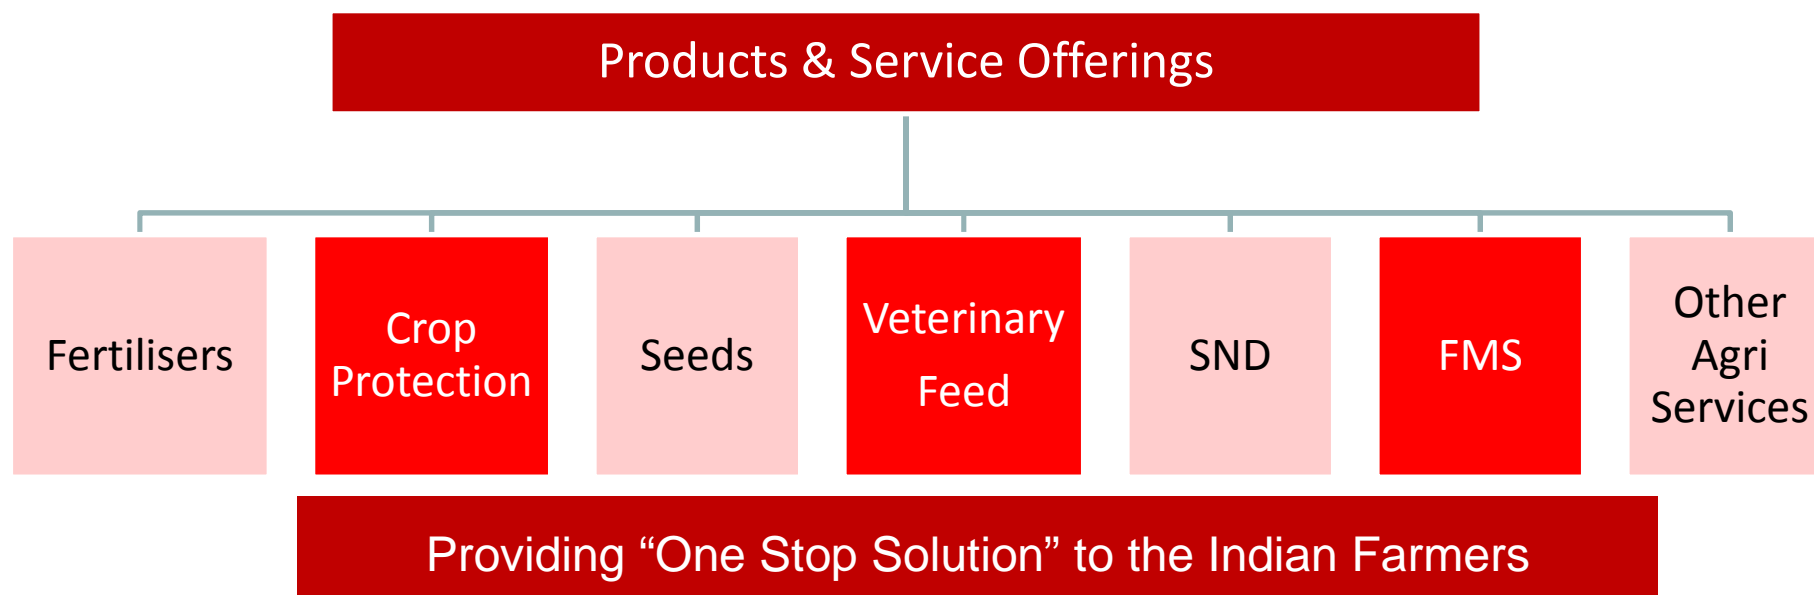 Products & Service Offerings
Fertilisers
Crop
Protection
Seeds
Veterinary
Feed
SND
FMS
Other
Agri
Services
Providing “One Stop Solution” to the Indian Farmers